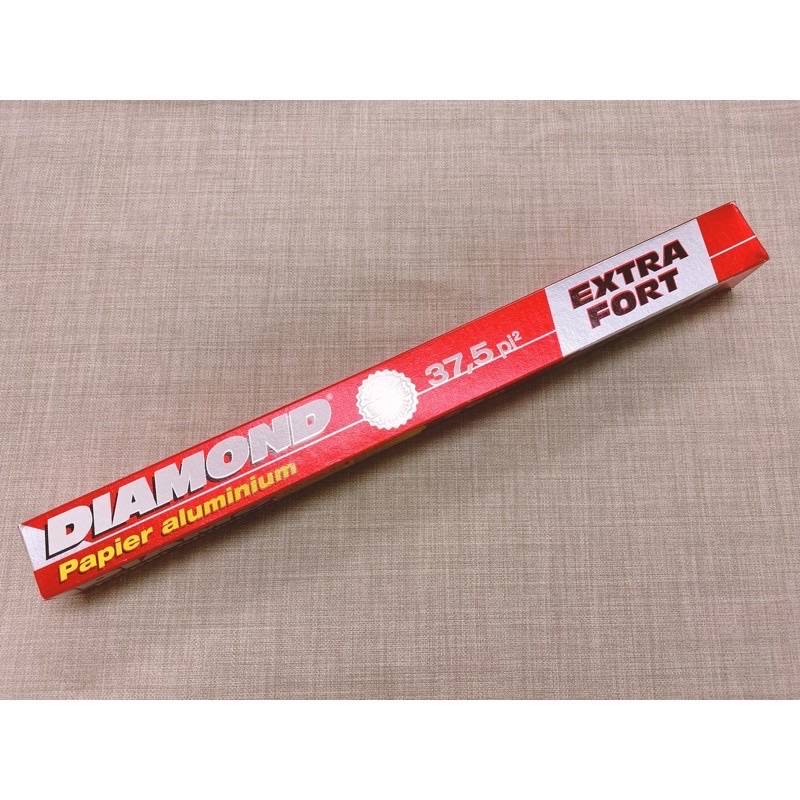 DIAMOND®
Papier aluminium
37,5 pi²
EXTRA
FORT